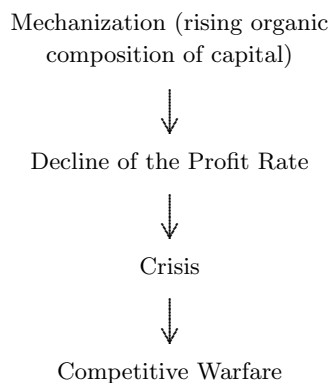 Mechanization (rising organic
composition of capital)
Decline of the Profit Rate
Crisis
Competitive Warfare